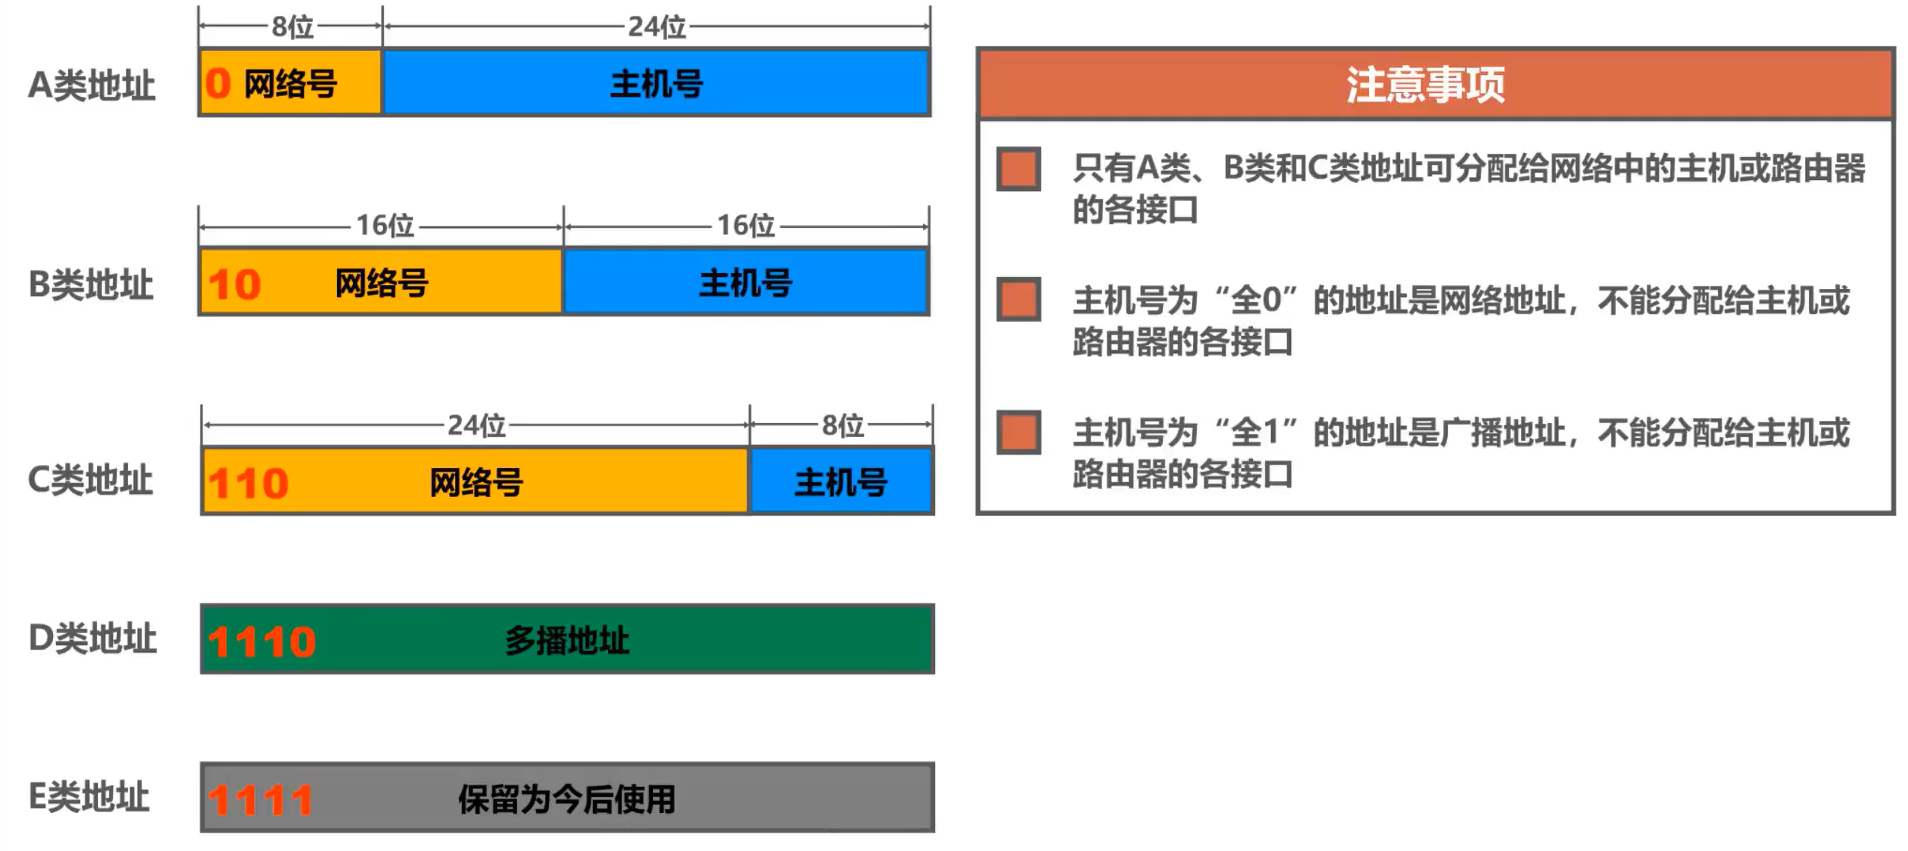 8位 24位
A类地址 0 网络号 主机号
16位 16位
B类地址 10 网络号 主机号
24位 8位
C类地址 110 网络号 主机号
D类地址 1110 多播地址
E类地址 1111 保留为今后使用
注意事项
只有A类、B类和C类地址可分配给网络中的主机或路由器
的各接口
主机号为“全0”的地址是网络地址，不能分配给主机或
路由器的各接口
主机号为“全1”的地址是广播地址，不能分配给主机或
路由器的各接口